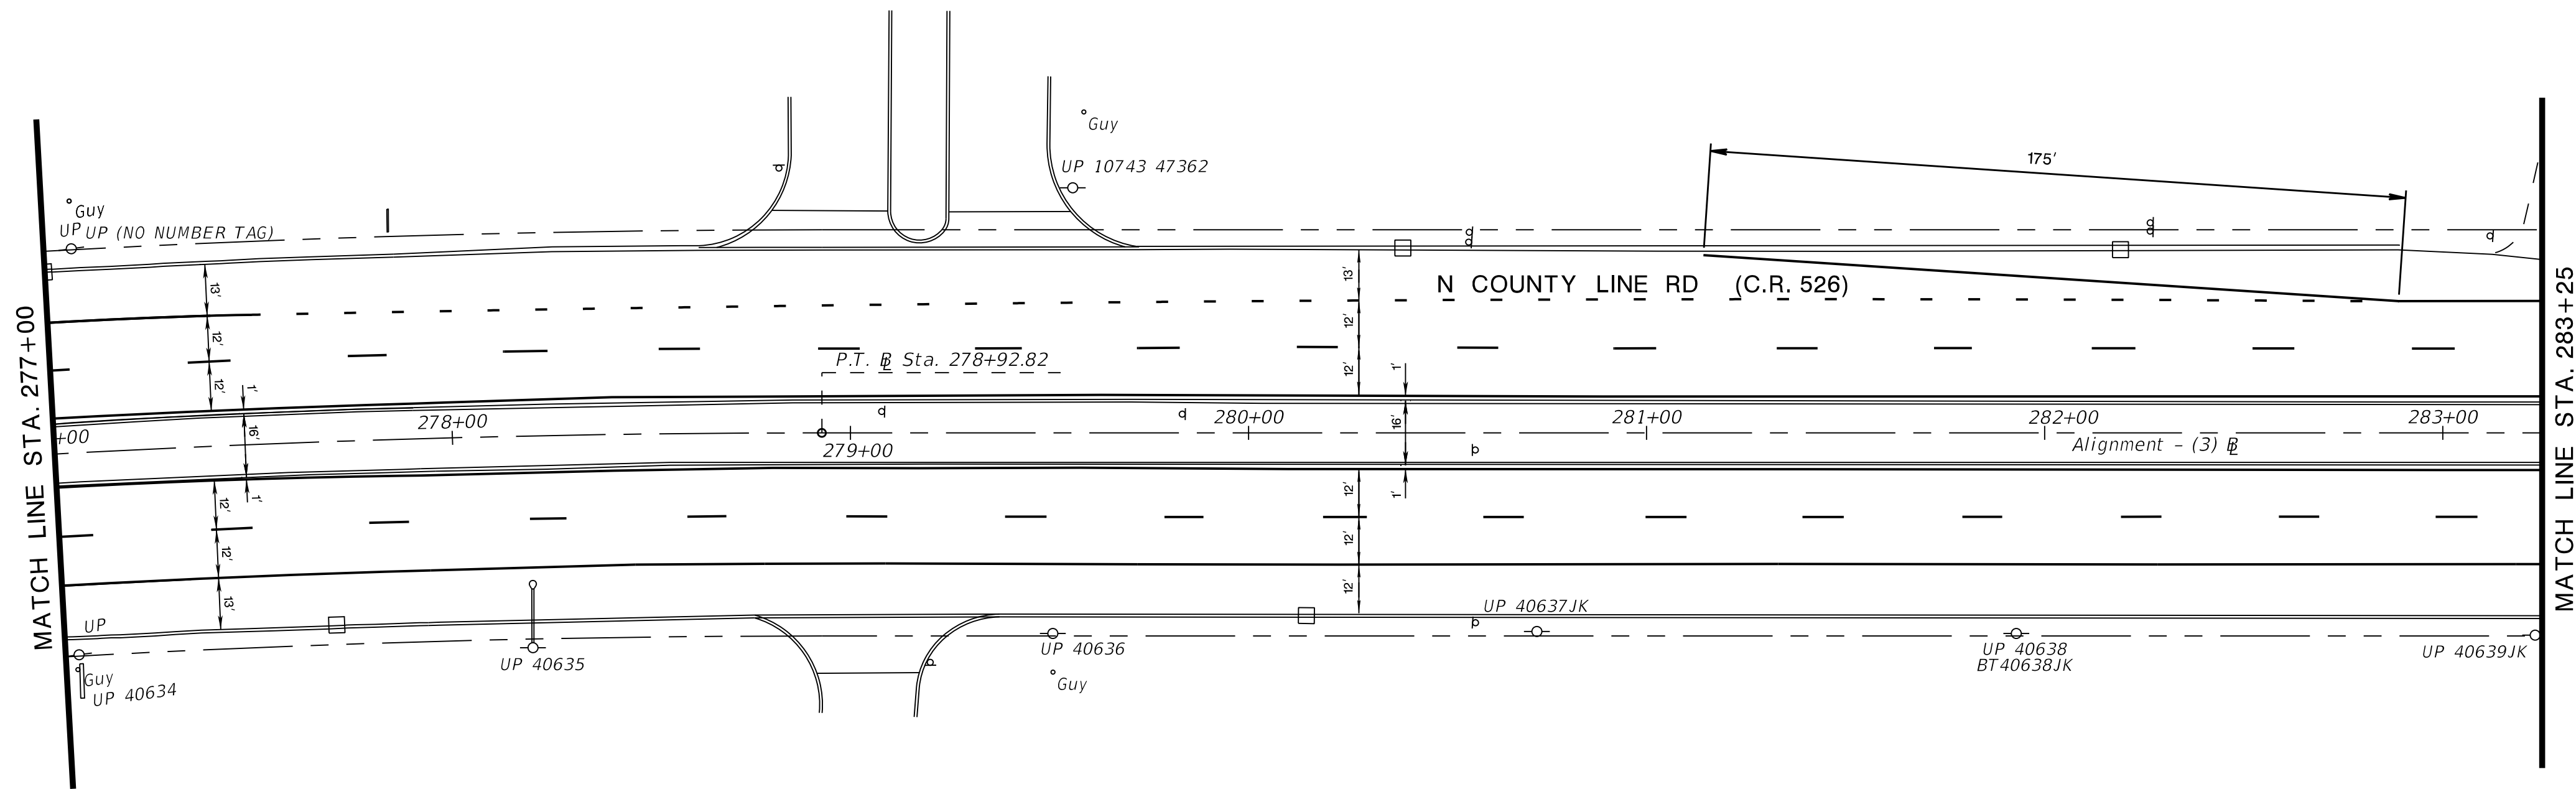 MATCH LINE STA. 277+00
Guy
UP
UP (NO NUMBER TAG)
Guy
UP 10743 47362
175'
N COUNTY LINE RD (C.R. 526)
13'
12'
12'
1'
16'
1'
12'
12'
13'
P.T. BL Sta. 278+92.82
13'
12'
12'
1'
16'
1'
12'
12'
12'
+00
278+00
279+00
280+00
281+00
282+00
283+00
Alignment - (3) BL
UP
Guy
UP 40634
UP 40635
UP 40636
Guy
UP 40637JK
UP 40638
BT40638JK
UP 40639JK
MATCH LINE STA. 283+25